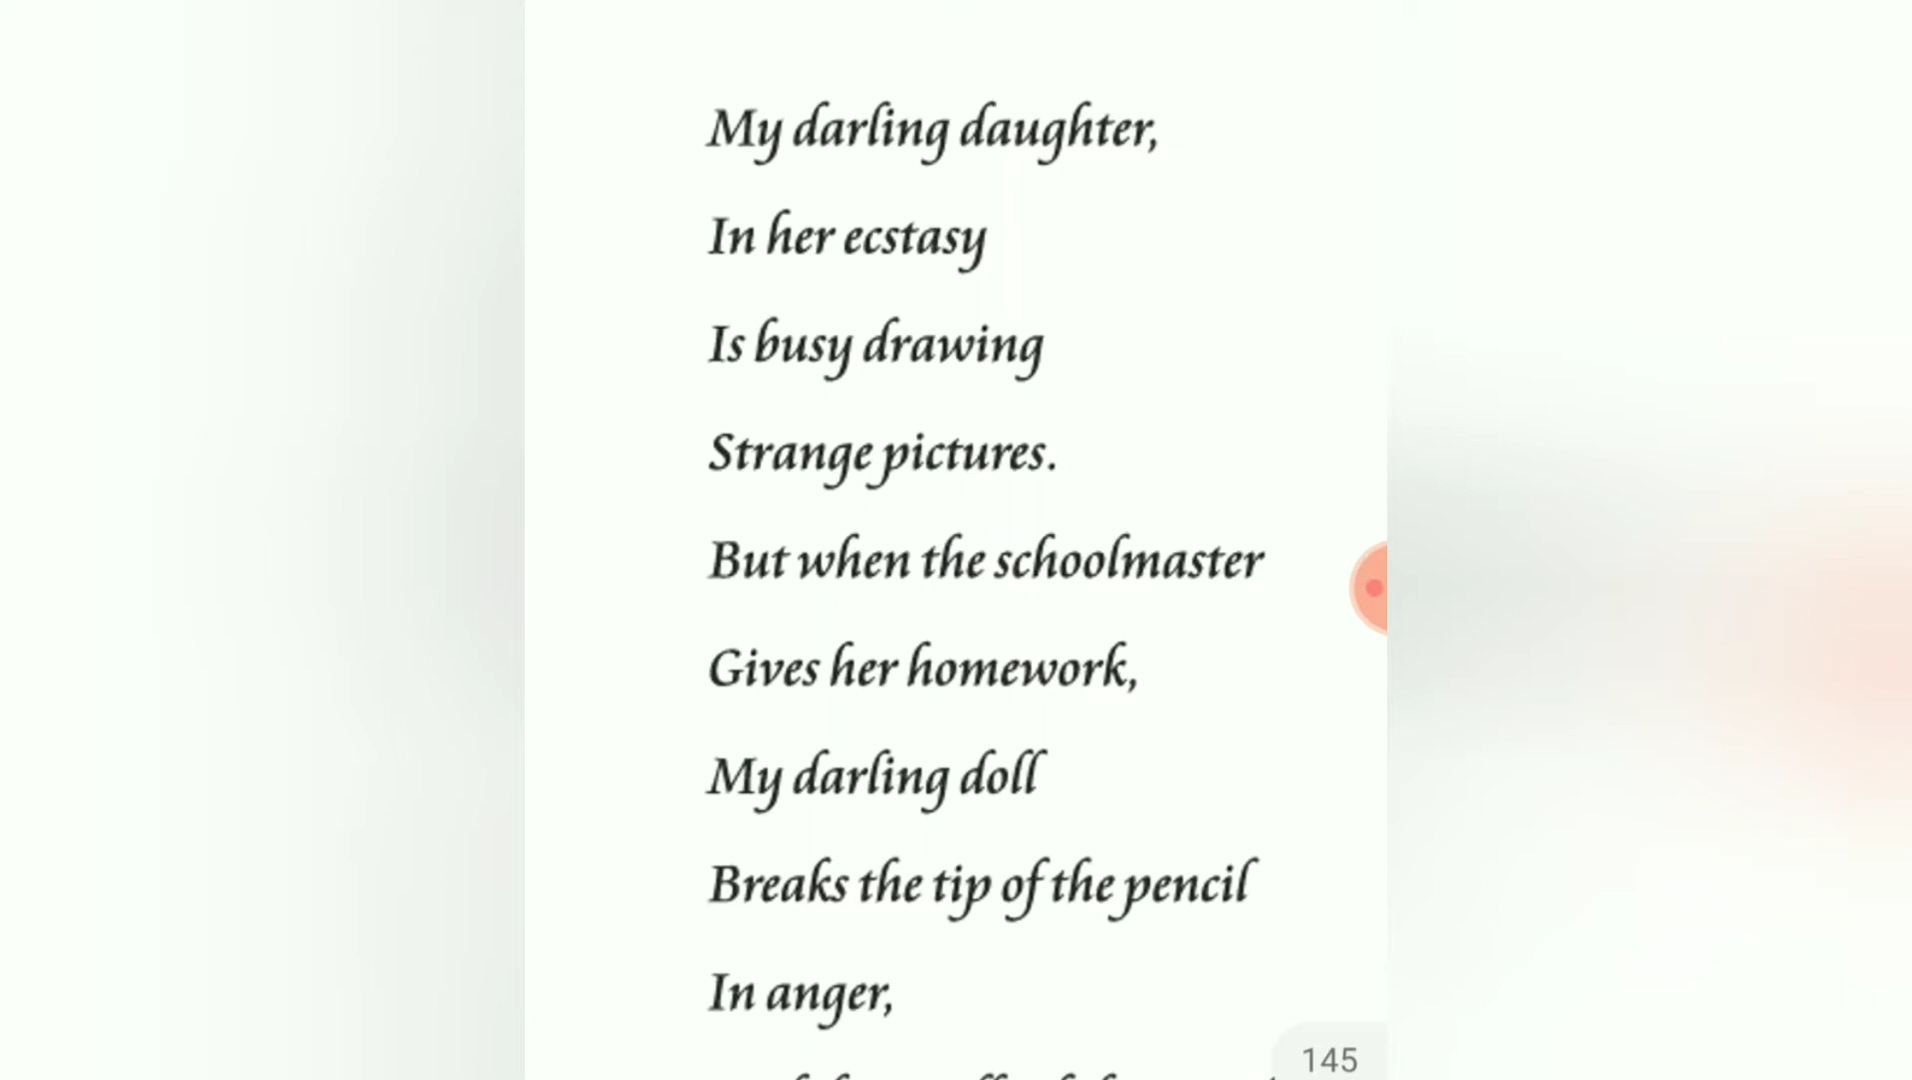 My darling daughter,
In her ecstasy
Is busy drawing
Strange pictures.
But when the schoolmaster
Gives her homework,
My darling doll
Breaks the tip of the pencil
In anger,
145